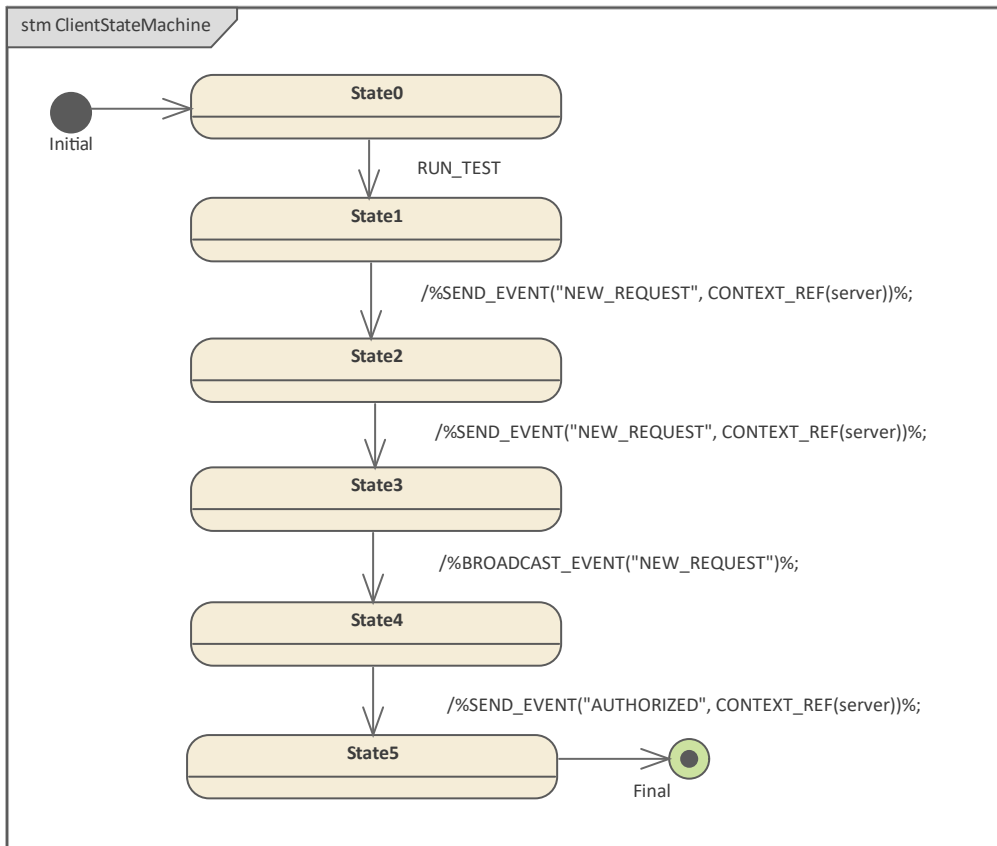 stm ClientStateMachine
State0
Initial
RUN_TEST
State1
/%SEND_EVENT("NEW_REQUEST", CONTEXT_REF(server))%;
State2
/%SEND_EVENT("NEW_REQUEST", CONTEXT_REF(server))%;
State3
/%BROADCAST_EVENT("NEW_REQUEST")%;
State4
/%SEND_EVENT("AUTHORIZED", CONTEXT_REF(server))%;
State5
Final